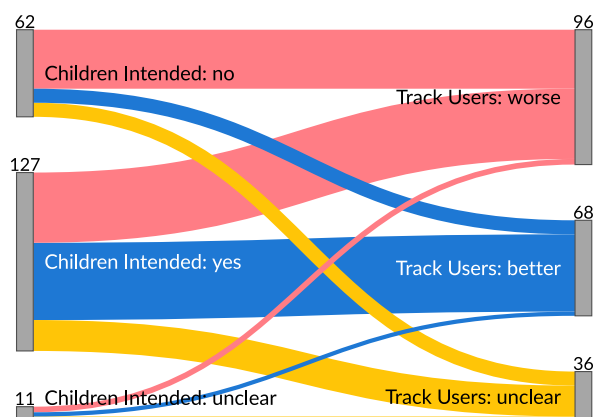 62
96
Children Intended: no
Track Users: worse
127
68
Children Intended: yes
Track Users: better
36
11
Children Intended: unclear
Track Users: unclear